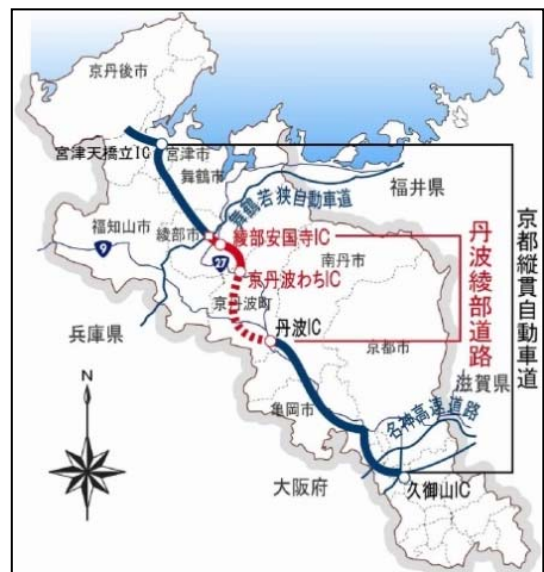 京丹後市
宮津天橋立IC
宮津市
舞鶴市
舞鶴若狭自動車道
福井県
福知山市
綾部市
綾部安国寺IC
9
27
京丹波わちIC
南丹市
丹波綾部道路
京都縦貫自動車道
京丹波町
兵庫県
丹波IC
京都市
滋賀県
N
亀岡市
名神高速道路
大阪府
久御山IC